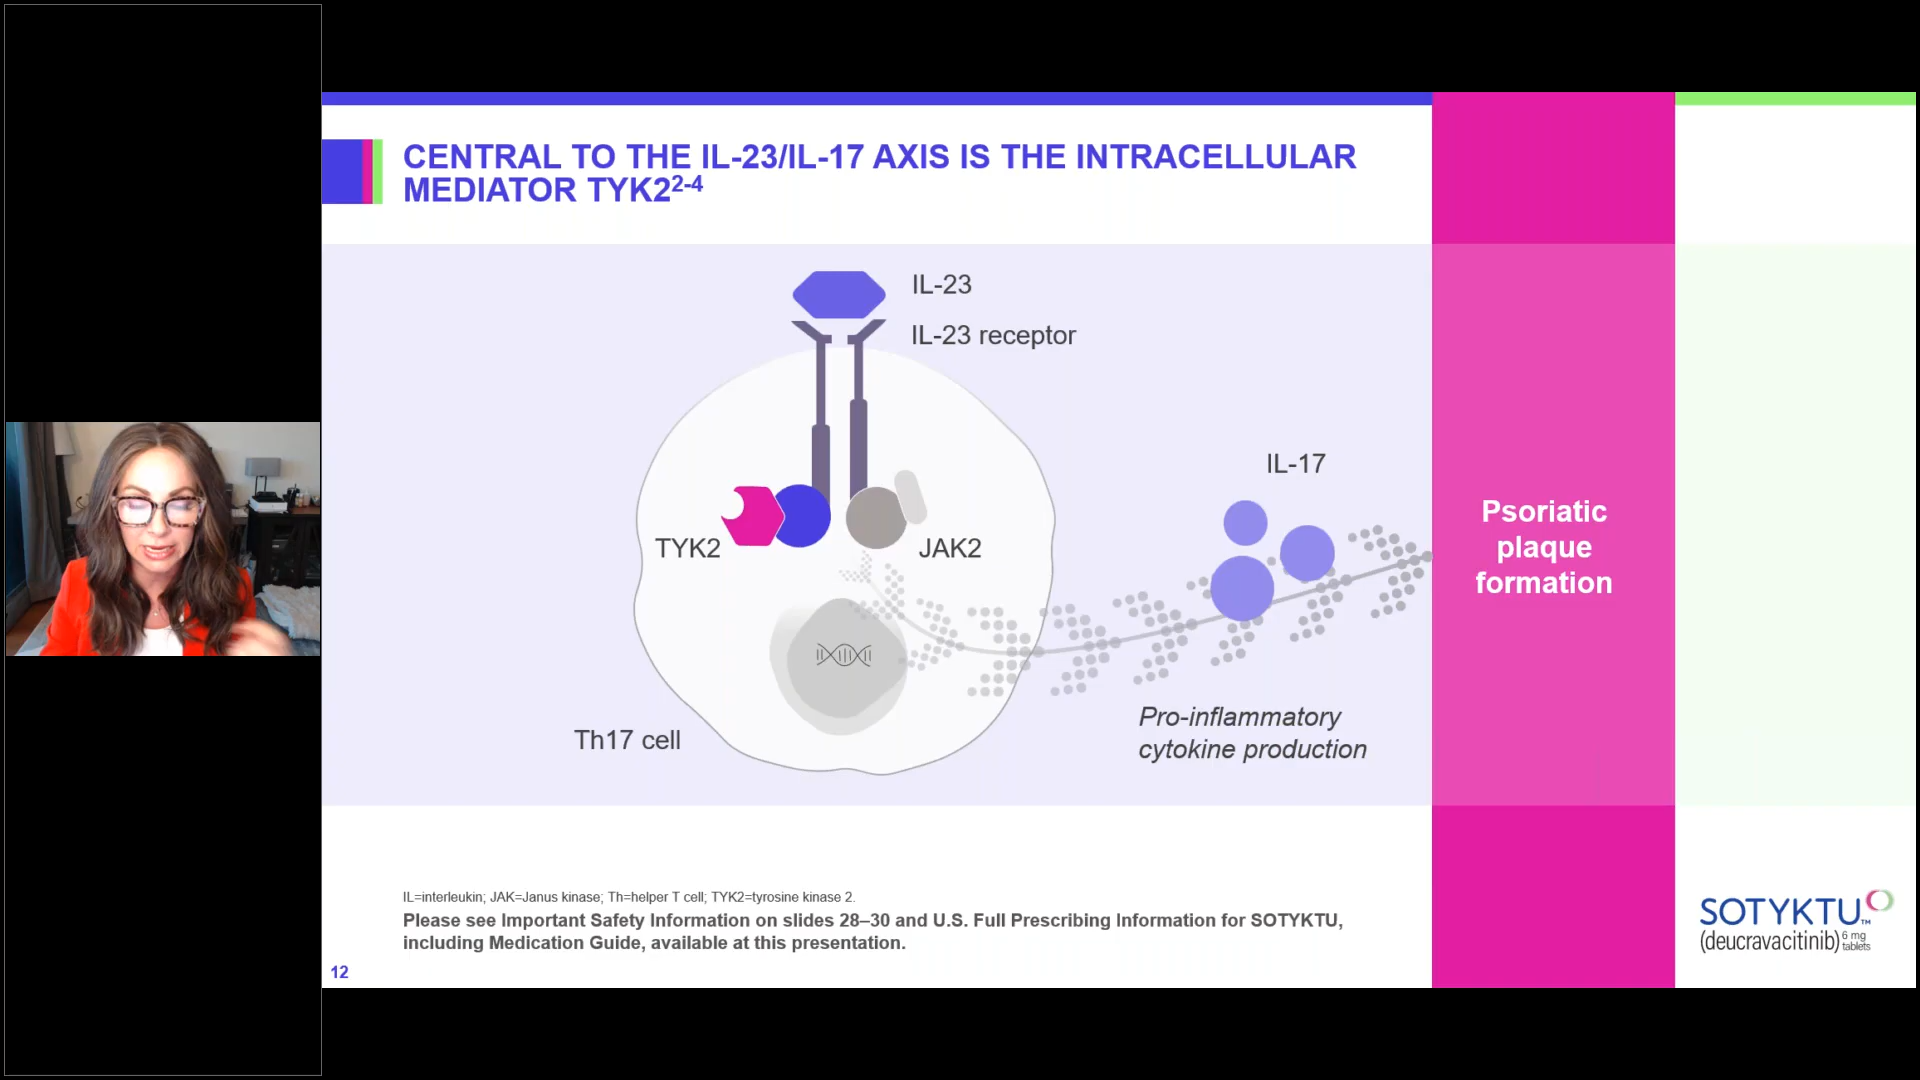 CENTRAL TO THE IL-23/IL-17 AXIS IS THE INTRACELLULAR
MEDIATOR TYK2²⁻⁴
IL-23
IL-23 receptor
IL-17
TYK2
JAK2
Psoriatic
plaque
formation
Th17 cell
Pro-inflammatory
cytokine production
IL=interleukin; JAK=Janus kinase; Th=helper T cell; TYK2=tyrosine kinase 2.
Please see Important Safety Information on slides 28–30 and U.S. Full Prescribing Information for SOTYKTU,
including Medication Guide, available at this presentation.
12
SOTYKTU™
(deucravacitinib) 6 mg
tablets